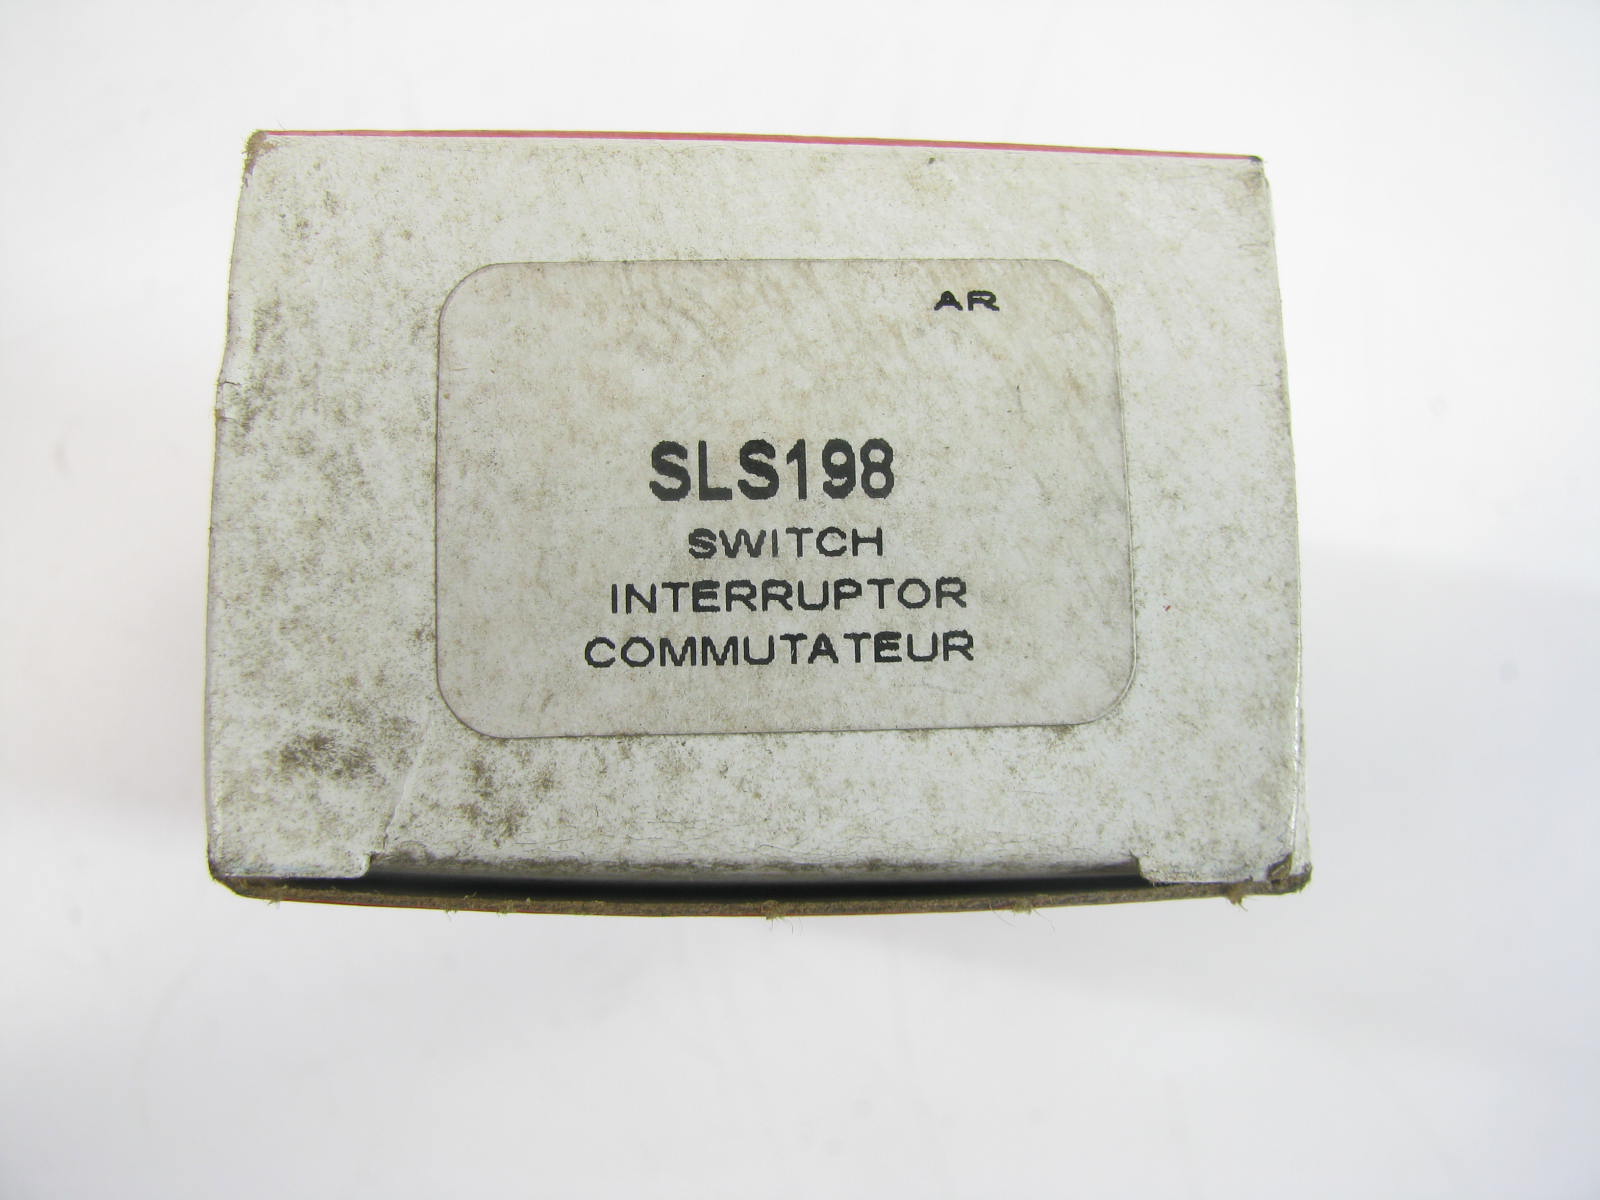 AR
SLS198
SWITCH
INTERRUPTOR
COMMUTATEUR